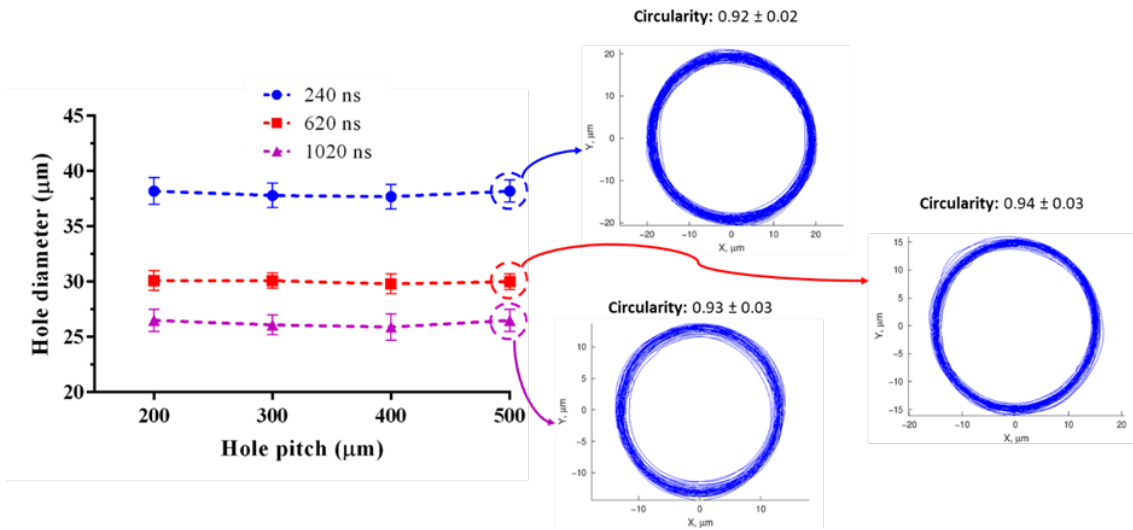 Circularity: 0.92 ± 0.02
240 ns
620 ns
1020 ns
Hole diameter (μm)
45
40
35
30
25
20
200
300
400
500
Hole pitch (μm)
Y, μm
20
10
0
−10
−20
−20
−10
0
10
20
X, μm
Circularity: 0.94 ± 0.03
Y, μm
15
10
5
0
−5
−10
−15
−20
−10
0
10
20
X, μm
Circularity: 0.93 ± 0.03
Y, μm
10
5
0
−5
−10
−10
0
10
X, μm